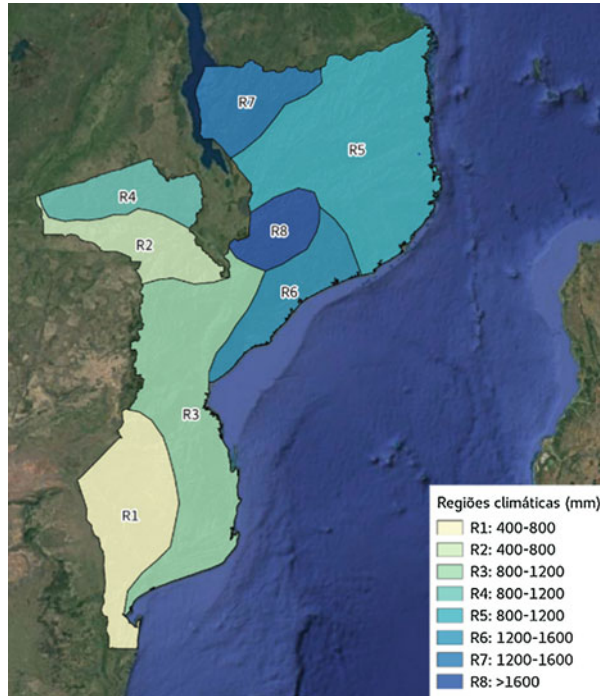 R7
R5
R4
R8
R2
R6
R3
R1
Regiões climáticas (mm)
R1: 400-800
R2: 400-800
R3: 800-1200
R4: 800-1200
R5: 800-1200
R6: 1200-1600
R7: 1200-1600
R8: >1600